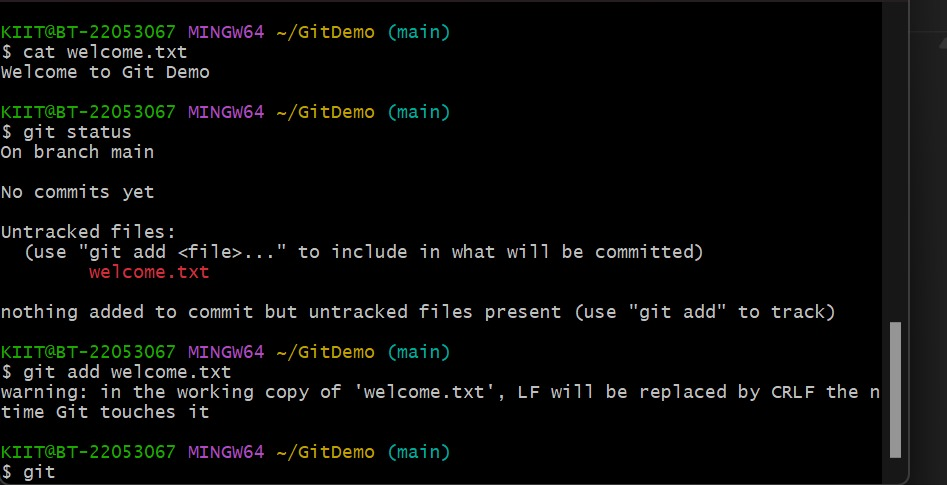 KIIT@BT-22053067 MINGW64 ~/GitDemo (main)
$ cat welcome.txt
Welcome to Git Demo
KIIT@BT-22053067 MINGW64 ~/GitDemo (main)
$ git status
On branch main
No commits yet
Untracked files:
  (use "git add <file>..." to include in what will be committed)
        welcome.txt
nothing added to commit but untracked files present (use "git add" to track)
KIIT@BT-22053067 MINGW64 ~/GitDemo (main)
$ git add welcome.txt
warning: in the working copy of 'welcome.txt', LF will be replaced by CRLF the n
time Git touches it
KIIT@BT-22053067 MINGW64 ~/GitDemo (main)
$ git